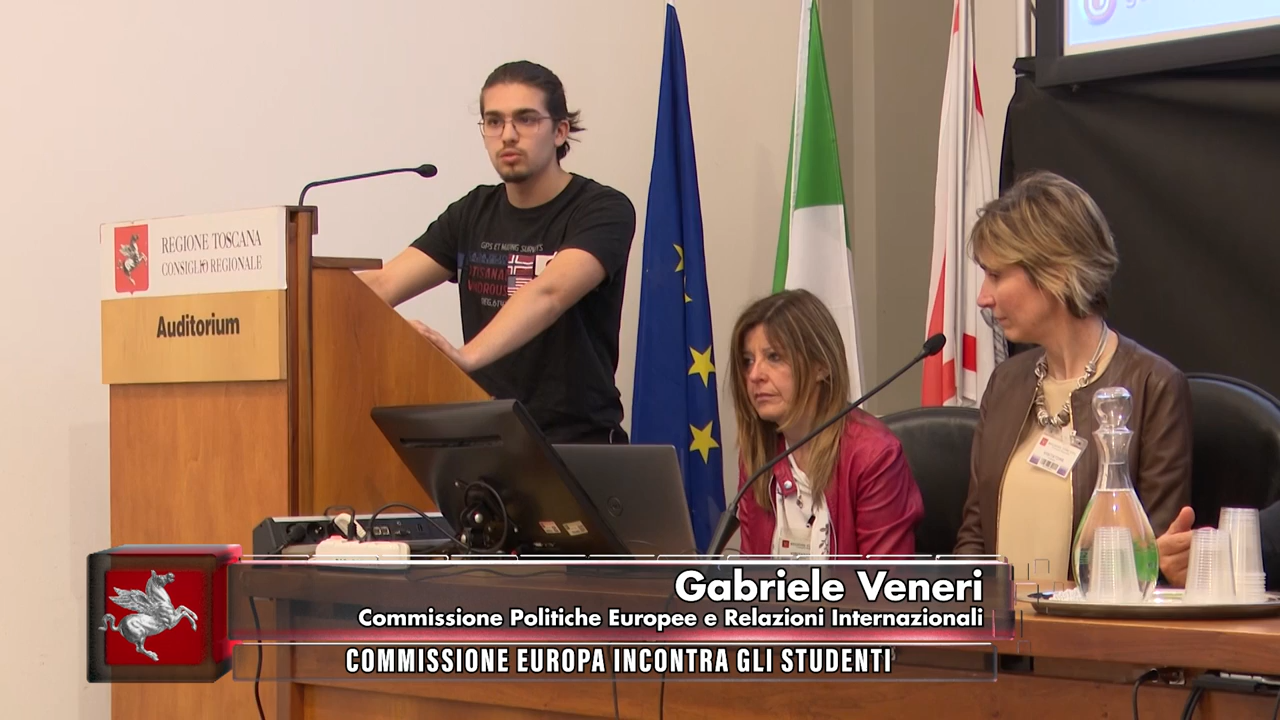 REGIONE TOSCANA
CONSIGLIO REGIONALE
Auditorium
Gabriele Veneri
Commissione Politiche Europee e Relazioni Internazionali
COMMISSIONE EUROPA INCONTRA GLI STUDENTI